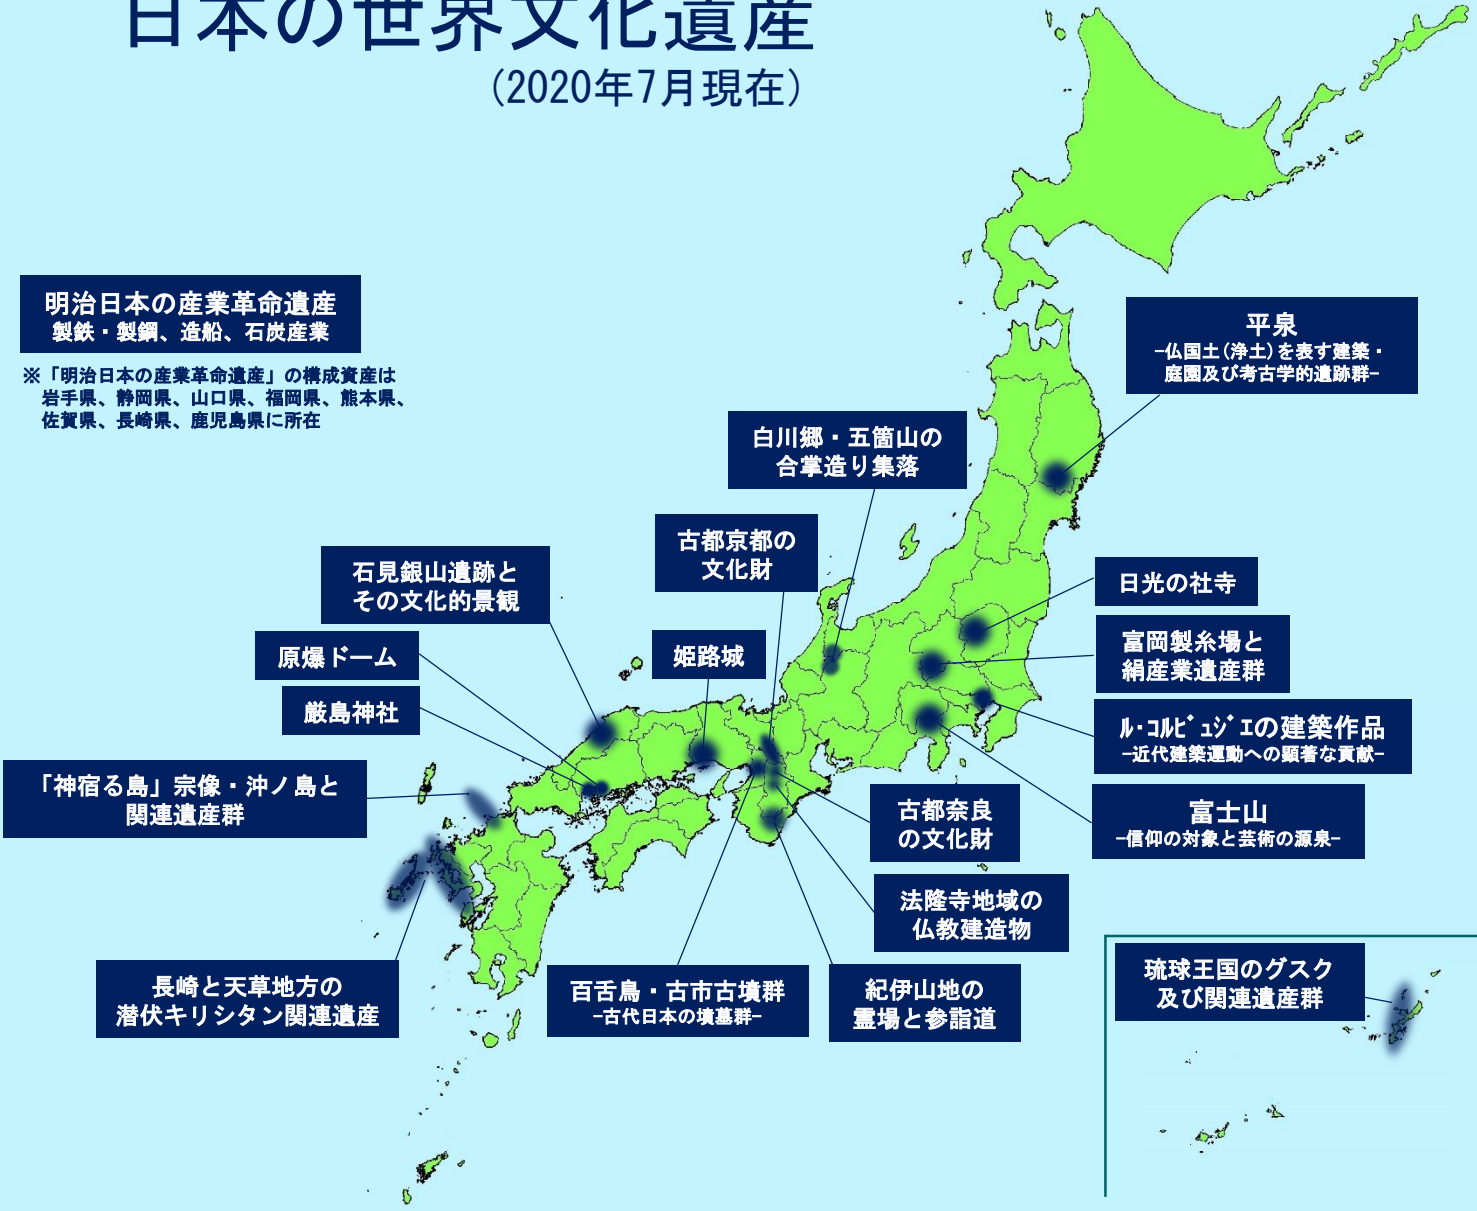 日本の世界文化遺産
（2020年7月現在）
明治日本の産業革命遺産
製鉄・製鋼、造船、石炭産業
※「明治日本の産業革命遺産」の構成資産は
岩手県、静岡県、山口県、福岡県、熊本県、
佐賀県、長崎県、鹿児島県に所在
平泉
-仏国土(浄土)を表す建築・
庭園及び考古学的遺跡群-
白川郷・五箇山の
合掌造り集落
古都京都の
文化財
石見銀山遺跡と
その文化的景観
日光の社寺
原爆ドーム
姫路城
富岡製糸場と
絹産業遺産群
厳島神社
ル・コルビュジエの建築作品
-近代建築運動への顕著な貢献-
「神宿る島」宗像・沖ノ島と
関連遺産群
古都奈良
の文化財
富士山
-信仰の対象と芸術の源泉-
法隆寺地域の
仏教建造物
長崎と天草地方の
潜伏キリシタン関連遺産
百舌鳥・古市古墳群
-古代日本の墳墓群-
紀伊山地の
霊場と参詣道
琉球王国のグスク
及び関連遺産群